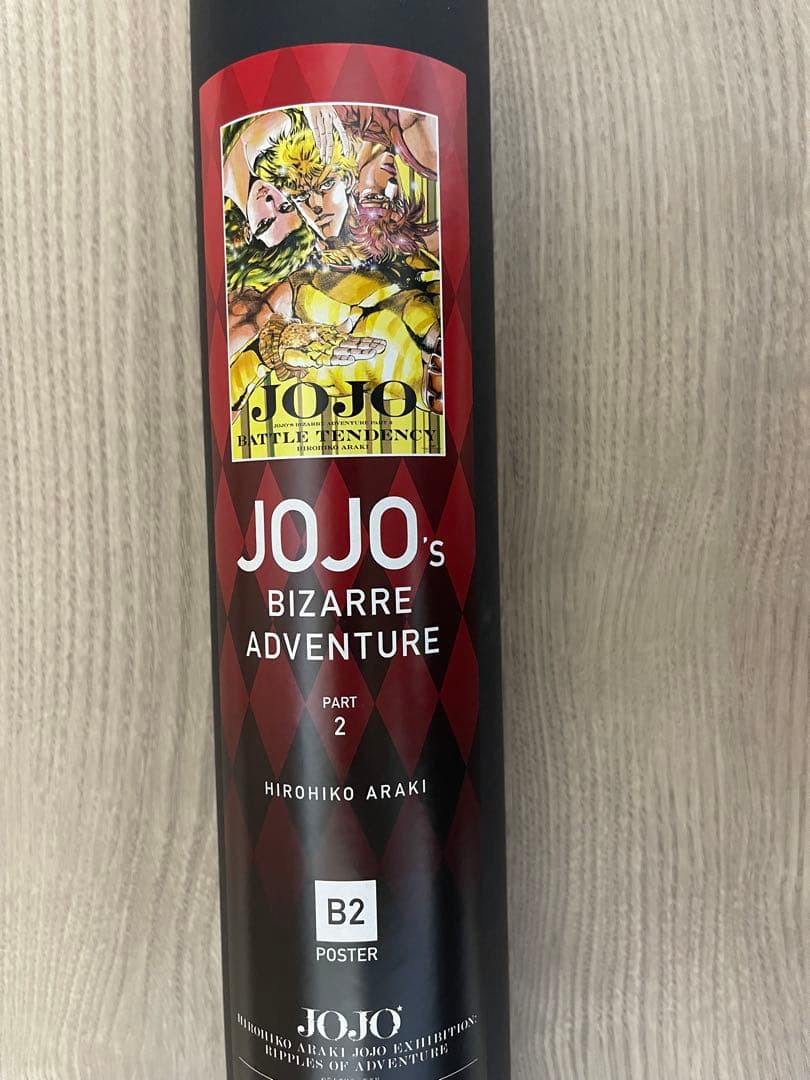 JOJO
JOJO'S BIZARRE ADVENTURE PART 2
BATTLE TENDENCY
HIROHIKO ARAKI
JOJO's
BIZARRE
ADVENTURE
PART
2
HIROHIKO ARAKI
B2
POSTER
JOJO
HIROHIKO ARAKI JOJO EXHIBITION:
RIPPLES OF ADVENTURE